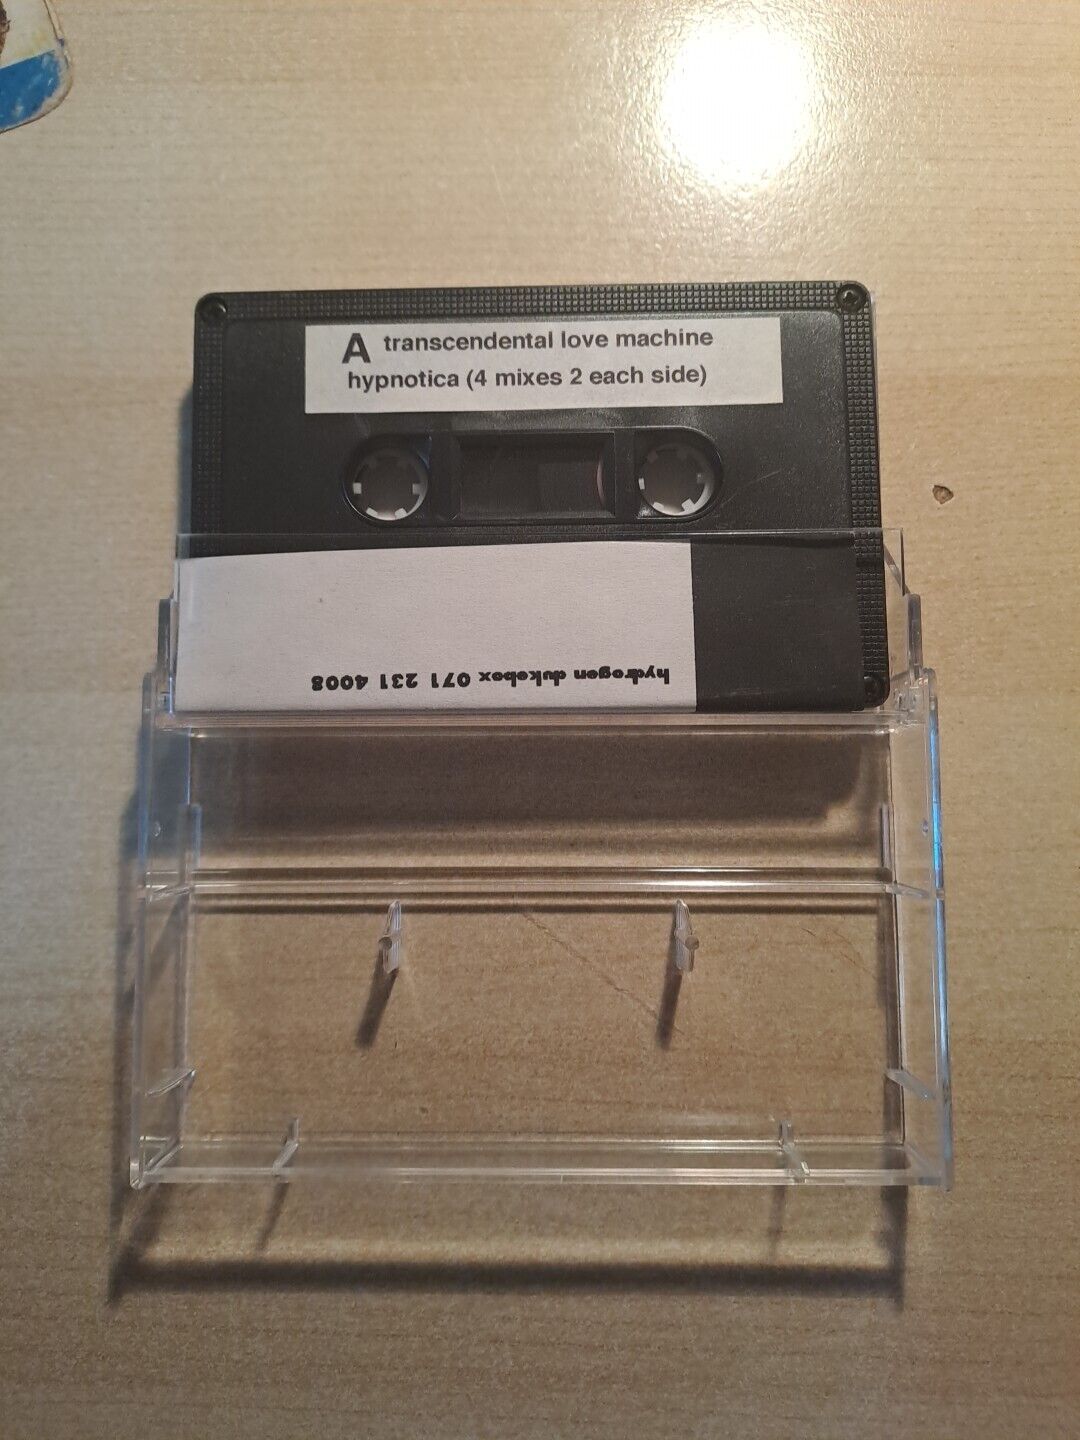 A transcendental love machine
hypnotica (4 mixes 2 each side)
hydrogen dukebox 071 231 4008